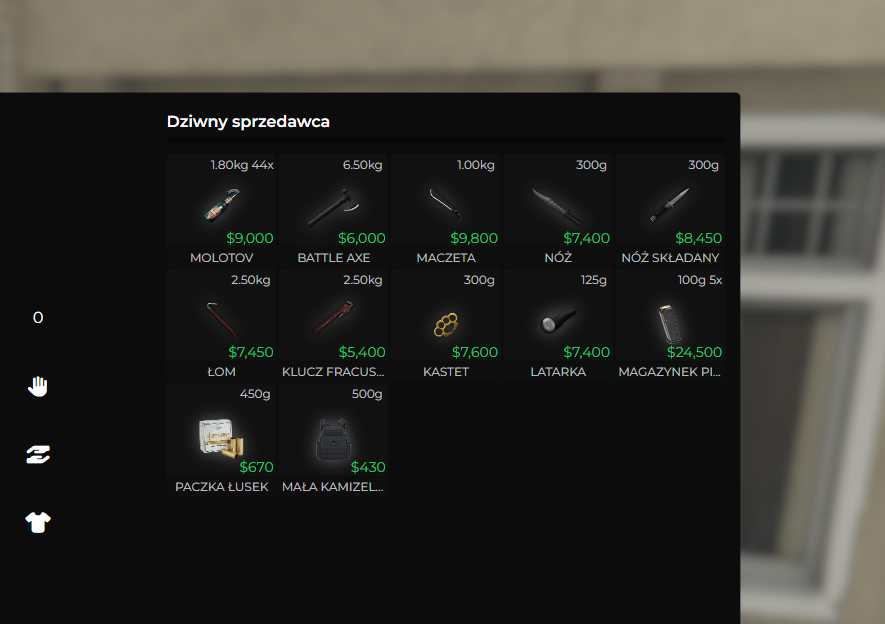 Dziwny sprzedawca
1.80kg 44x
$9,000
MOLOTOV
6.50kg
$6,000
BATTLE AXE
1.00kg
$9,800
MACZETA
300g
$7,400
NÓŻ
300g
$8,450
NÓŻ SKŁADANY
2.50kg
$7,450
ŁOM
2.50kg
$5,400
KLUCZ FRACUS...
300g
$7,600
KASTET
125g
$7,400
LATARKA
100g 5x
$24,500
MAGAZYNEK PI...
0
450g
$670
PACZKA ŁUSEK
500g
$430
MAŁA KAMIZEL...